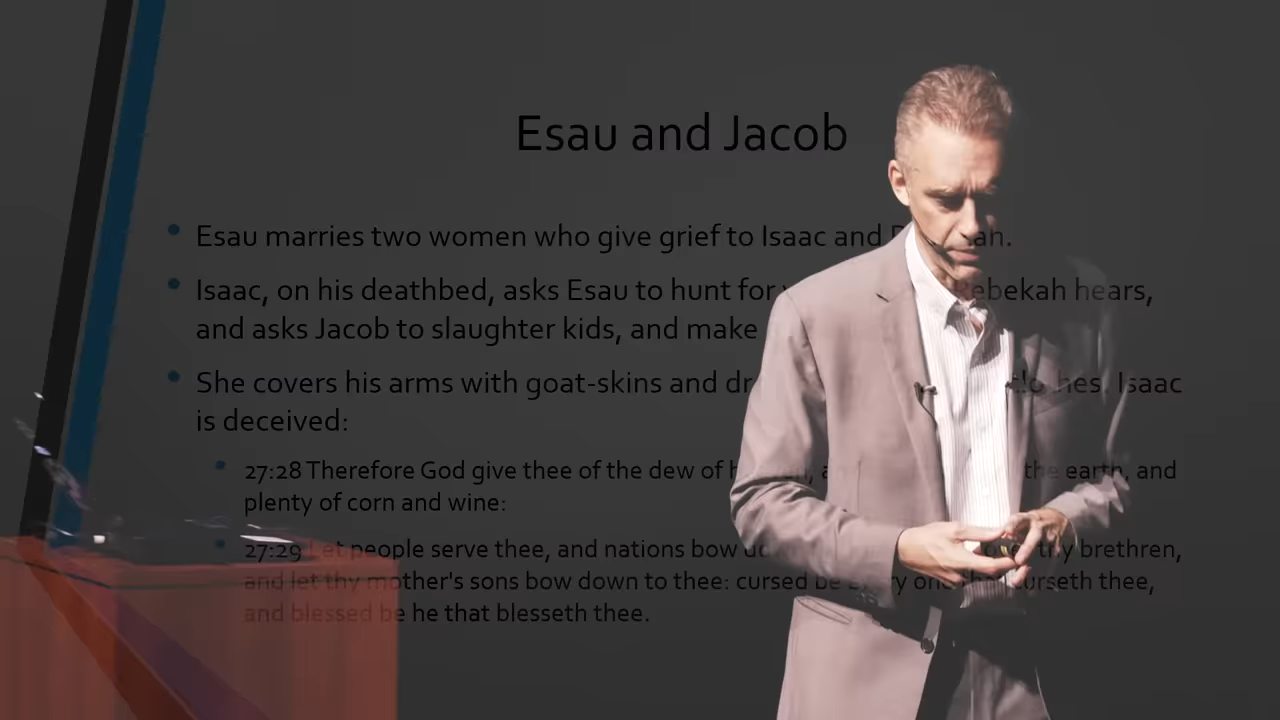 Esau and Jacob
Esau marries two women who give grief to Isaac and
Isaac, on his deathbed, asks Esau to hunt for Rebekah hears,
and asks Jacob to slaughter kids, and make
She covers his arms with goat-skins and Isaac
is deceived:
27:28 Therefore God give thee of the dew of the earth, and
plenty of corn and wine:
27:29 Let people serve thee, and nations bow thy brethren,
and let thy mother's sons bow down to thee: cursed be every one that curseth thee,
and blessed be he that blesseth thee.